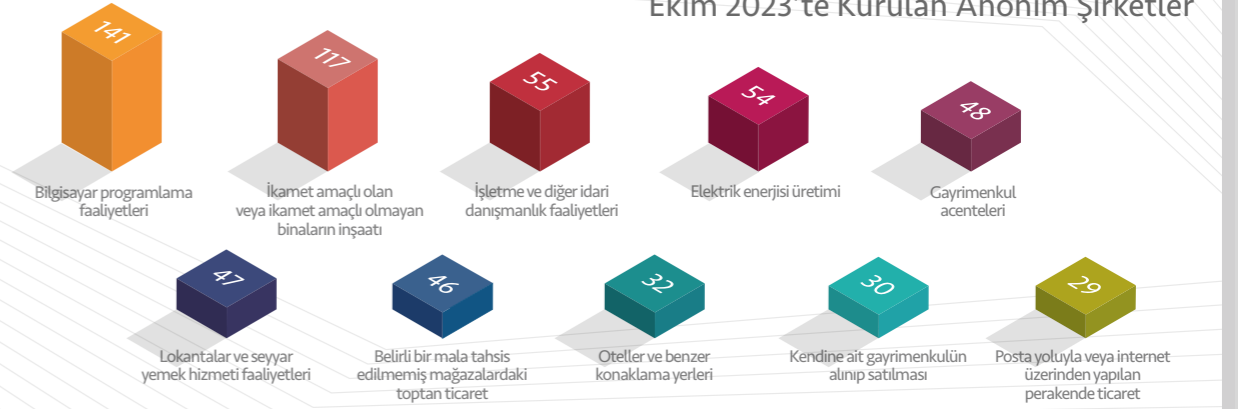 Ekim 2023'te Kurulan Anonim Şirketler
141
117
55
54
48
Bilgisayar programlama
faaliyetleri
İkamet amaçlı olan
veya ikamet amaçlı olmayan
binaların inşaatı
İşletme ve diğer idari
danışmanlık faaliyetleri
Elektrik enerjisi üretimi
Gayrimenkul
acenteleri
47
46
32
30
29
Lokantalar ve seyyar
yemek hizmeti faaliyetleri
Belirli bir mala tahsis
edilmemiş mağazalardaki
toptan ticaret
Oteller ve benzer
konaklama yerleri
Kendine ait gayrimenkulün
alınıp satılması
Posta yoluyla veya internet
üzerinden yapılan
perakende ticaret